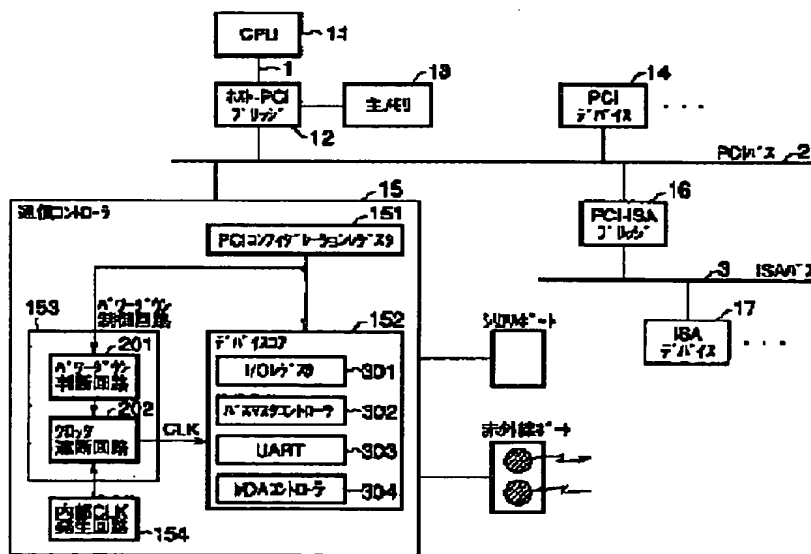 CPU 11
1
ホスト-PCI
ブリッジ
12
主メモリ
13
PCI
デバイス
14
・・・
PCIバス 2
15
通信コントローラ
151
PCIコンフィグレーションレジスタ
16
PCI-ISA
ブリッジ
3 ISAバス
17
ISA
デバイス
・・・
153
パワーダウン
制御回路
201
パワーダウン
判断回路
202
クロック
遮断回路
CLK
内部CLK
発生回路
154
152
デバイスコア
I/Oレジスタ 301
バスマスタコントローラ 302
UART 303
IrDAコントローラ 304
シリアルポート
赤外線ポート